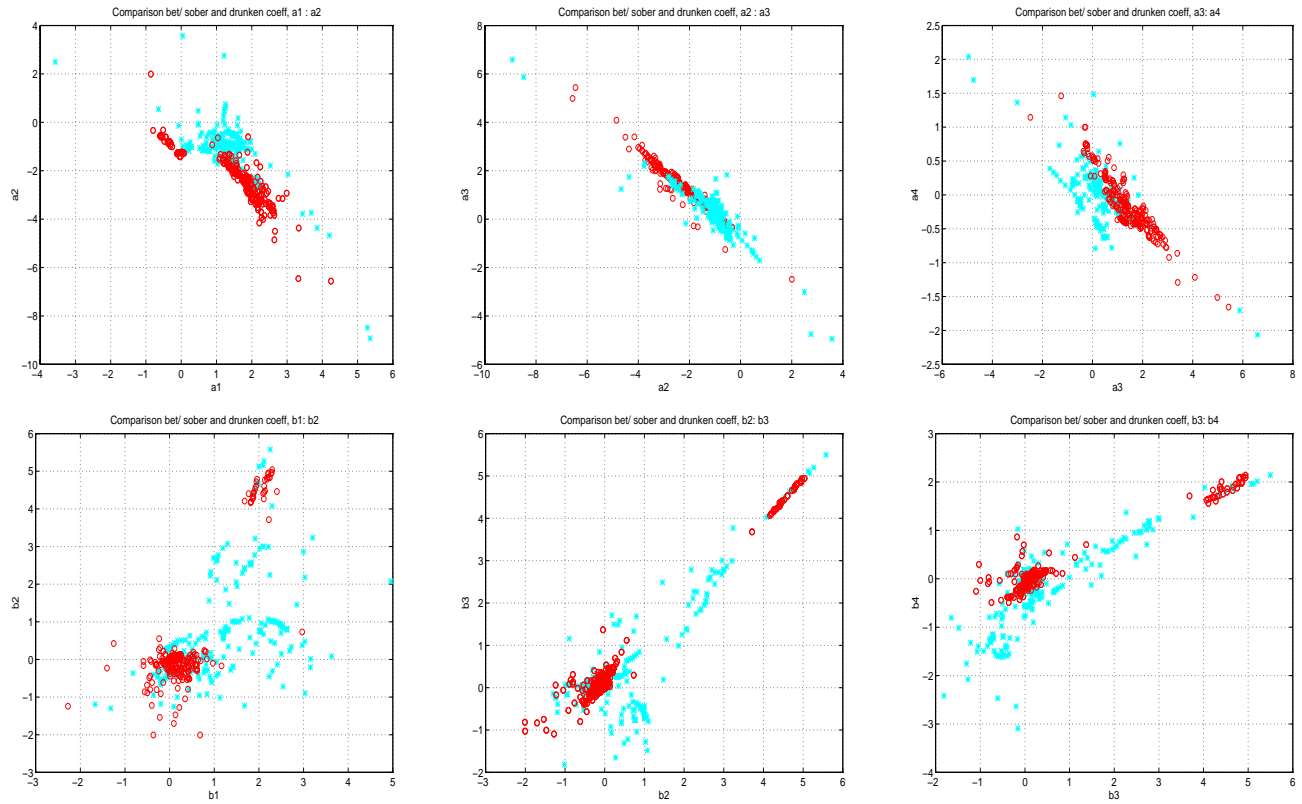 Comparison bet/ sober and drunken coeff, a1 : a2
4
2
0
−2
−4
−6
−8
−10
a2
−4 −3 −2 −1 0 1 2 3 4 5 6
a1
Comparison bet/ sober and drunken coeff, a2 : a3
8
6
4
2
0
−2
−4
−6
a3
−10 −8 −6 −4 −2 0 2 4
a2
Comparison bet/ sober and drunken coeff, a3: a4
2.5
2
1.5
1
0.5
0
−0.5
−1
−1.5
−2
−2.5
a4
−6 −4 −2 0 2 4 6 8
a3
Comparison bet/ sober and drunken coeff, b1: b2
6
5
4
3
2
1
0
−1
−2
−3
b2
−3 −2 −1 0 1 2 3 4 5
b1
Comparison bet/ sober and drunken coeff, b2: b3
6
5
4
3
2
1
0
−1
−2
b3
−3 −2 −1 0 1 2 3 4 5 6
b2
Comparison bet/ sober and drunken coeff, b3: b4
3
2
1
0
−1
−2
−3
−4
b4
−2 −1 0 1 2 3 4 5 6
b3